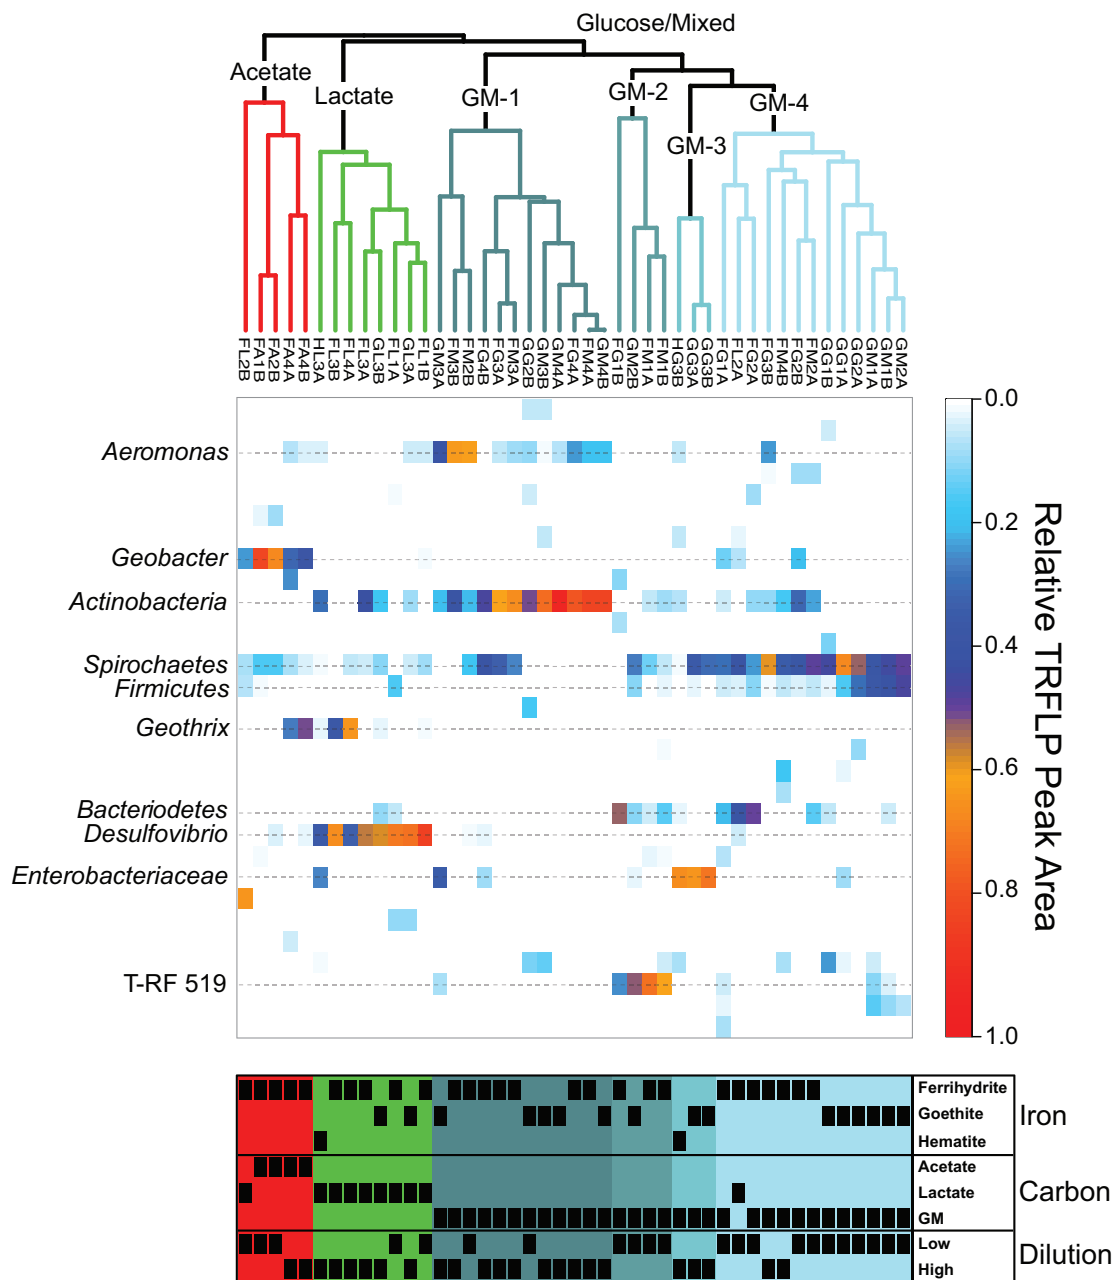 Glucose/Mixed
Acetate
Lactate
GM-1
GM-2
GM-4
GM-3
FL2B FA1B FA2B FA4A FA4B HL3A FL3B FL4A FL3A GL3B FL1A GL3A FL1B GM3A FM3B FM2B FG4B FG3A FM3A GG2B GM3B GM4A FG4A FM4A GM4B FG1B GM2B FM1A FM1B HG3B GG3A GG3B FG1A FL2A FG2A FG3B FM4B FG2B FM2A GG1B GG1A GG2A GM1A GM1B GM2A
Aeromonas
Geobacter
Actinobacteria
Spirochaetes
Firmicutes
Geothrix
Bacteriodetes
Desulfovibrio
Enterobacteriaceae
T-RF 519
0.0
0.2
0.4
0.6
0.8
1.0
Relative TRFLP Peak Area
Ferrihydrite
Goethite
Hematite
Iron
Acetate
Lactate
GM
Carbon
Low
High
Dilution